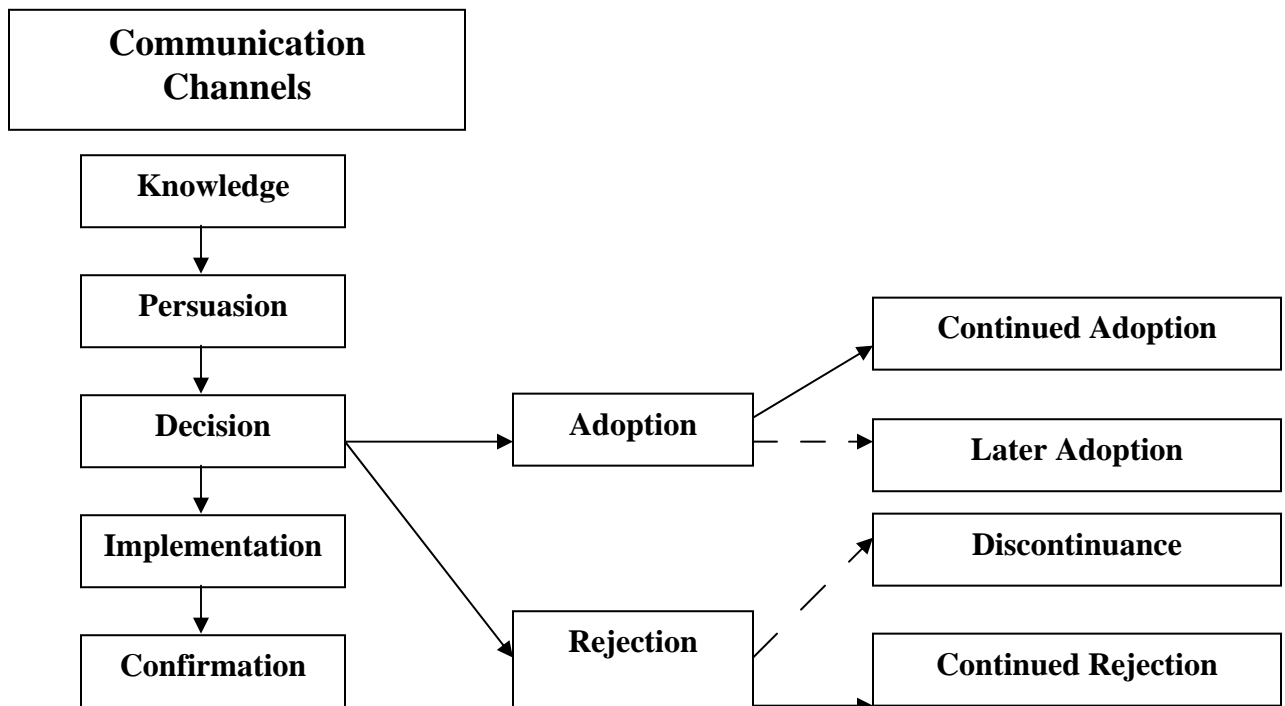 Communication
Channels
Knowledge
Persuasion
Continued Adoption
Decision
Adoption
Later Adoption
Implementation
Discontinuance
Confirmation
Rejection
Continued Rejection